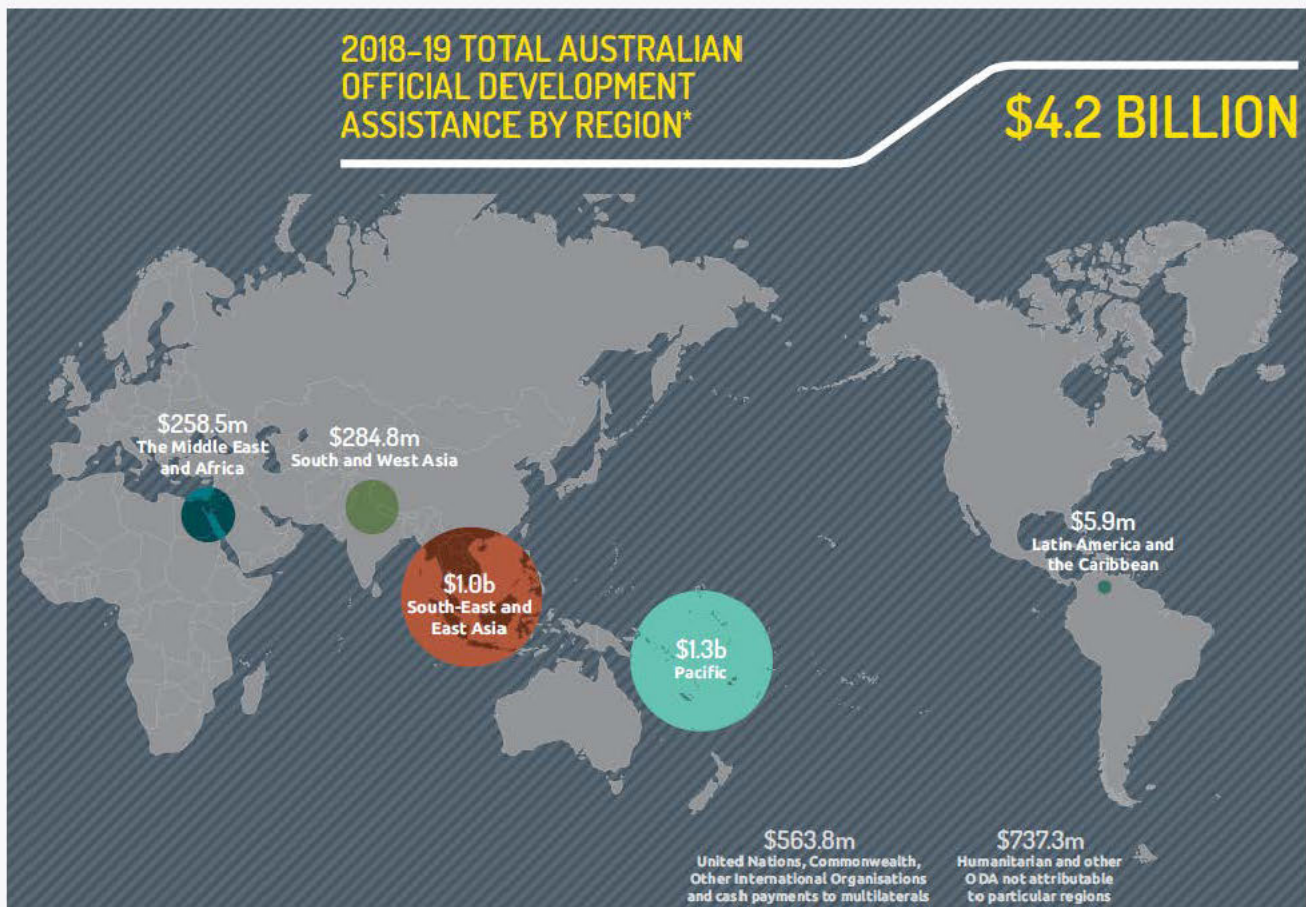 2018–19 TOTAL AUSTRALIAN
OFFICIAL DEVELOPMENT
ASSISTANCE BY REGION*
$4.2 BILLION
$258.5m
The Middle East
and Africa
$284.8m
South and West Asia
$1.0b
South-East and
East Asia
$1.3b
Pacific
$5.9m
Latin America and
the Caribbean
$563.8m
United Nations, Commonwealth,
Other International Organisations
and cash payments to multilaterals
$737.3m
Humanitarian and other
ODA not attributable
to particular regions